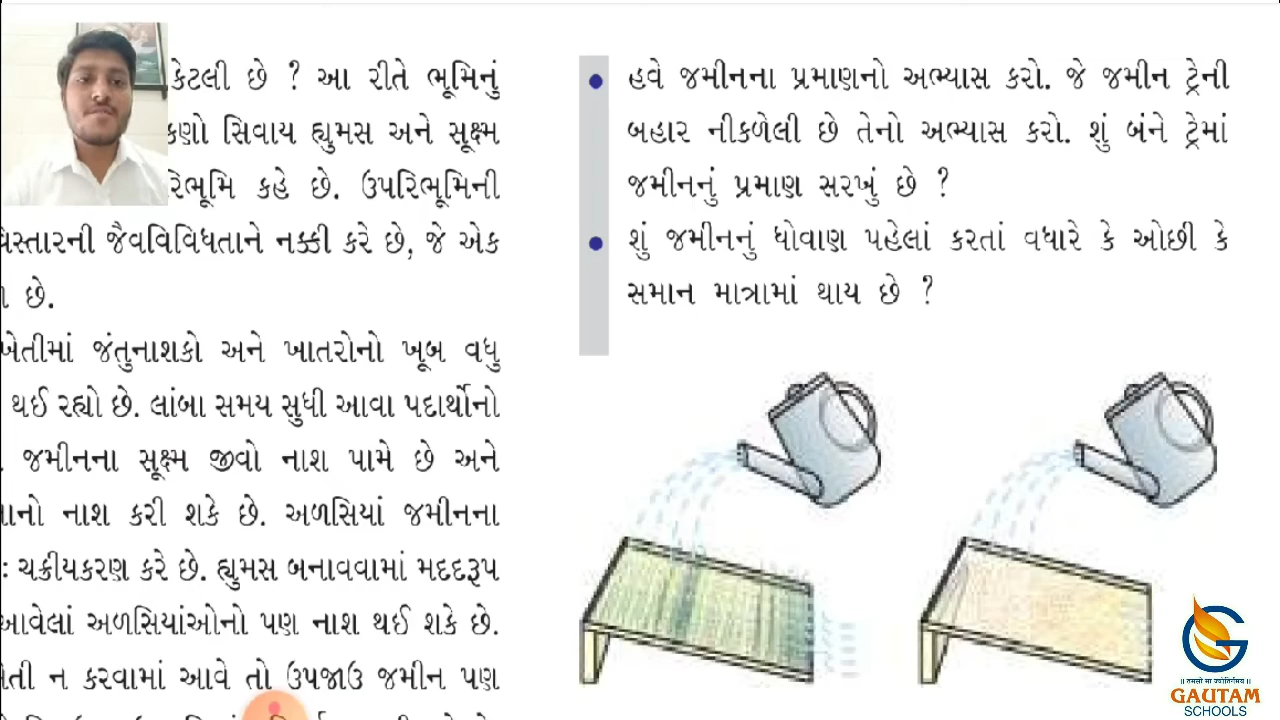 કેટલી છે ? આ રીતે ભૂમિનું
કણો સિવાય હ્યુમસ અને સૂક્ષ્મ
કહે છે. ઉપરિભૂમિની
જૈવવિવિધતાને નક્કી કરે છે, જે એક
છે.
ખેતીમાં જંતુનાશકો અને ખાતરોનો ખૂબ વધુ
થઈ રહ્યો છે. લાંબા સમય સુધી આવા પદાર્થોનો
જમીનના સૂક્ષ્મ જીવો નાશ પામે છે અને
નાશ કરી શકે છે. અળસિયાં જમીનના
ચક્રીયકરણ કરે છે. હ્યુમસ બનાવવામાં મદદરૂપ
આવેલાં અળસિયાંઓનો પણ નાશ થઈ શકે છે.
ન કરવામાં આવે તો ઉપજાઉ જમીન પણ
• હવે જમીનના પ્રમાણનો અભ્યાસ કરો. જે જમીન ટ્રેની
બહાર નીકળેલી છે તેનો અભ્યાસ કરો. શું બંને ટ્રેમાં
જમીનનું પ્રમાણ સરખું છે ?
• શું જમીનનું ધોવાણ પહેલાં કરતાં વધારે કે ઓછી કે
સમાન માત્રામાં થાય છે ?
॥ तमसो मा ज्योतिर्गमय ॥
GAUTAM
SCHOOLS